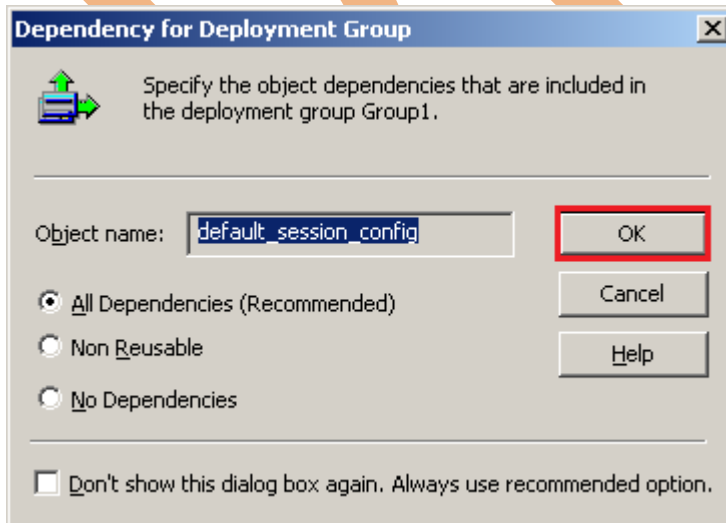 Dependency for Deployment Group
Specify the object dependencies that are included in
the deployment group Group1.
Object name: default_session_config OK
All Dependencies (Recommended) Cancel
Non Reusable Help
No Dependencies
Don't show this dialog box again. Always use recommended option.